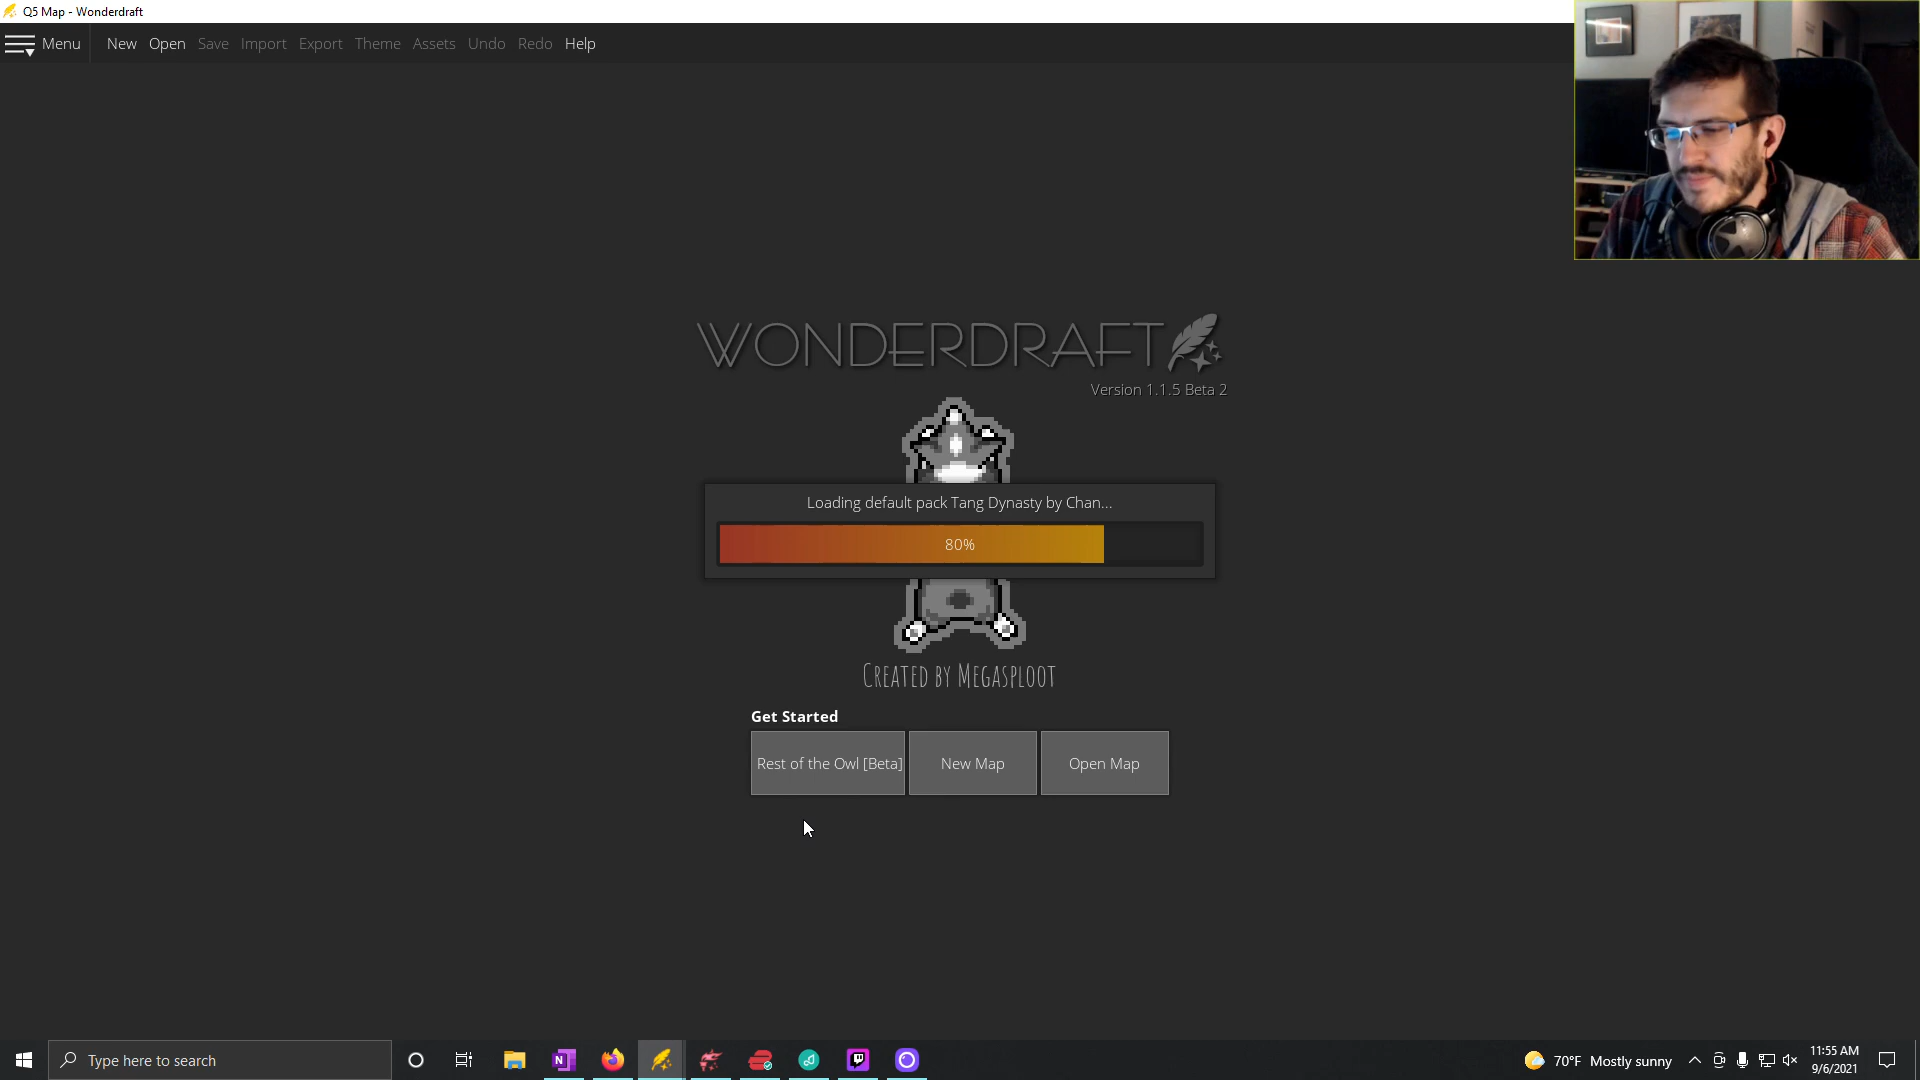 Q5 Map - Wonderdraft
Menu New Open Save Import Export Theme Assets Undo Redo Help
WONDERDRAFT
Version 1.1.5 Beta 2
Loading default pack Tang Dynasty by Chan...
80%
CREATED BY MEGASPLOOT
Get Started
Rest of the Owl [Beta] New Map Open Map
Type here to search
N
70°F Mostly sunny
11:55 AM
9/6/2021